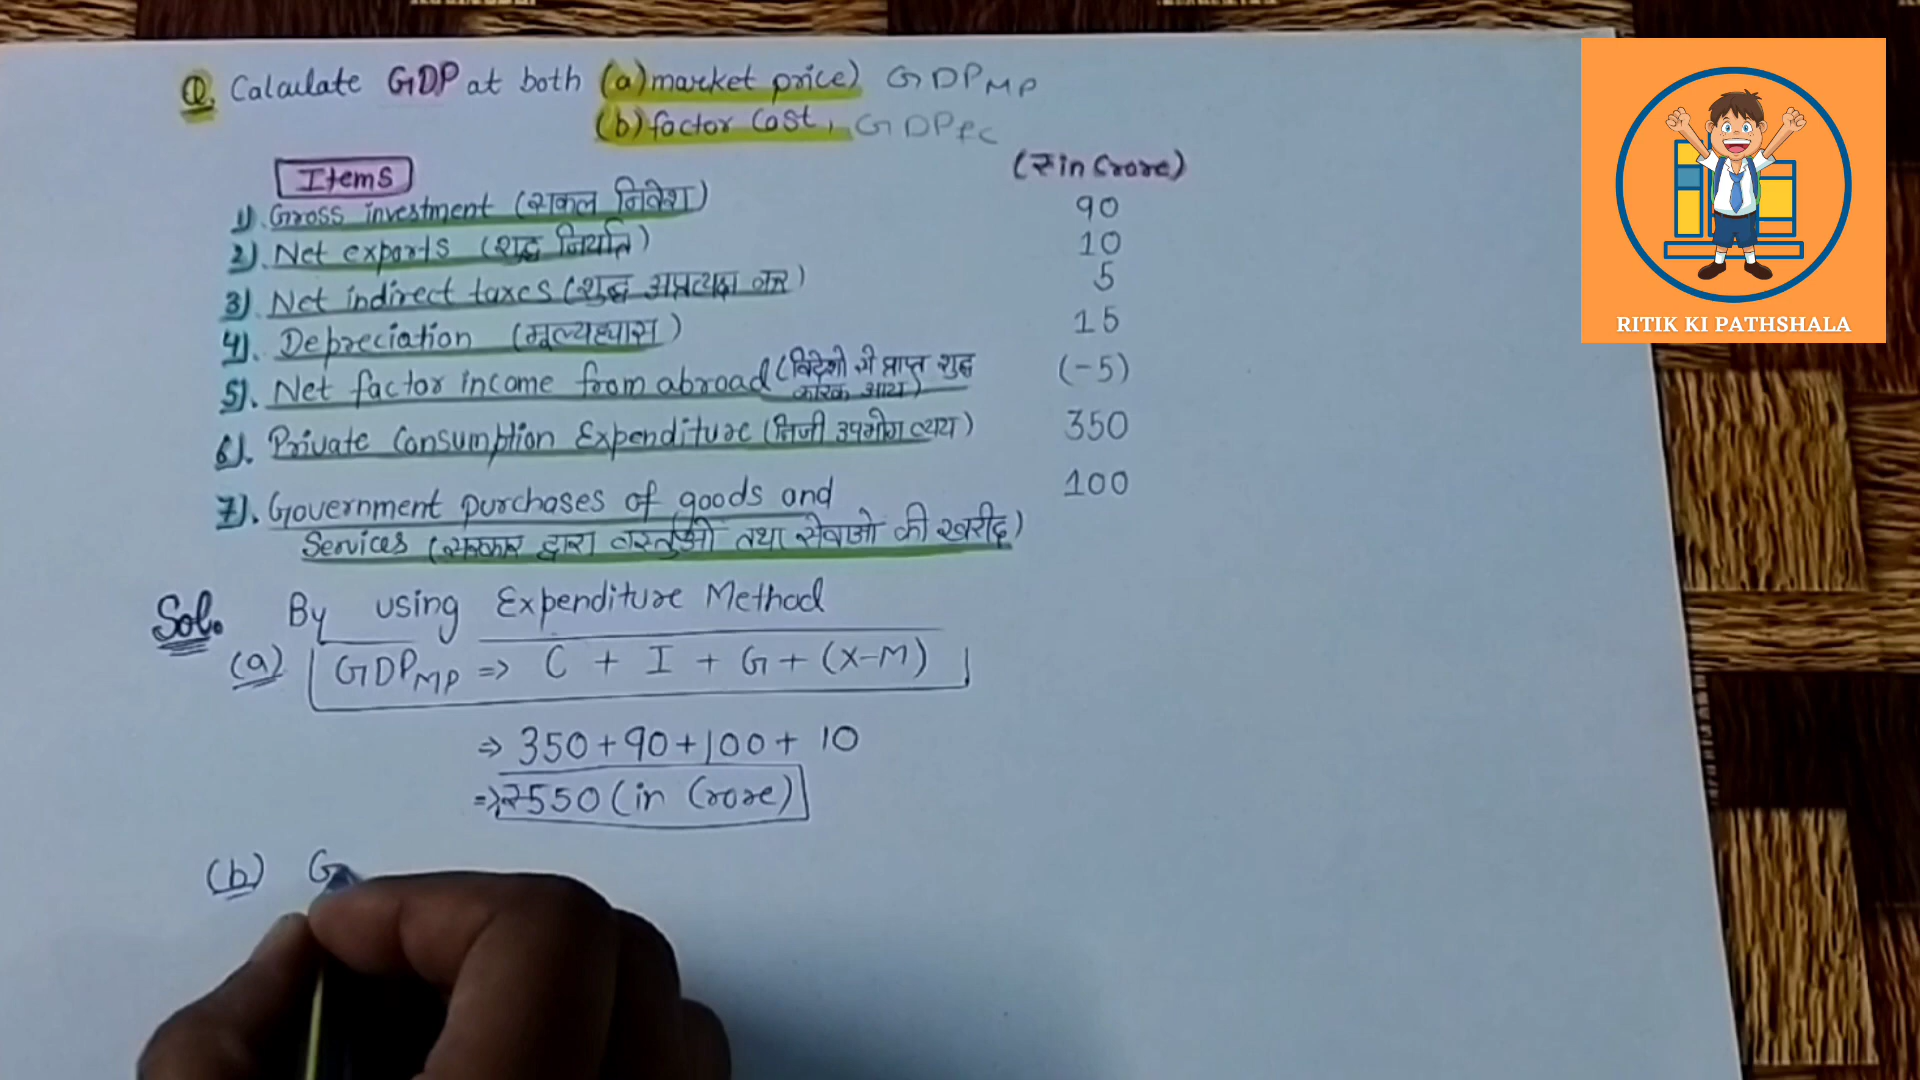 Q. Calculate GDP at both (a) market price) GDPMP
(b) factor Cost, GDPFC
Items (₹ in Crore)
1). Gross investment (सकल निवेश) 90
2). Net exports (शुद्ध निर्यात) 10
3). Net indirect taxes (शुद्ध अप्रत्यक्ष कर) 5
4). Depreciation (मूल्यह्रास) 15
5). Net factor income from abroad (विदेशो से प्राप्त शुद्ध (-5)
कारक आय)
6). Private Consumption Expenditure (निजी उपभोग व्यय) 350
7). Government purchases of goods and 100
Services (सरकार द्वारा वस्तुओ तथा सेवाओ की खरीद)
Sol. By using Expenditure Method
(a) GDPMP => C + I + G + (X-M)
=> 350+90+100+ 10
=> ₹550 (in Crore)
(b) G
RITIK KI PATHSHALA